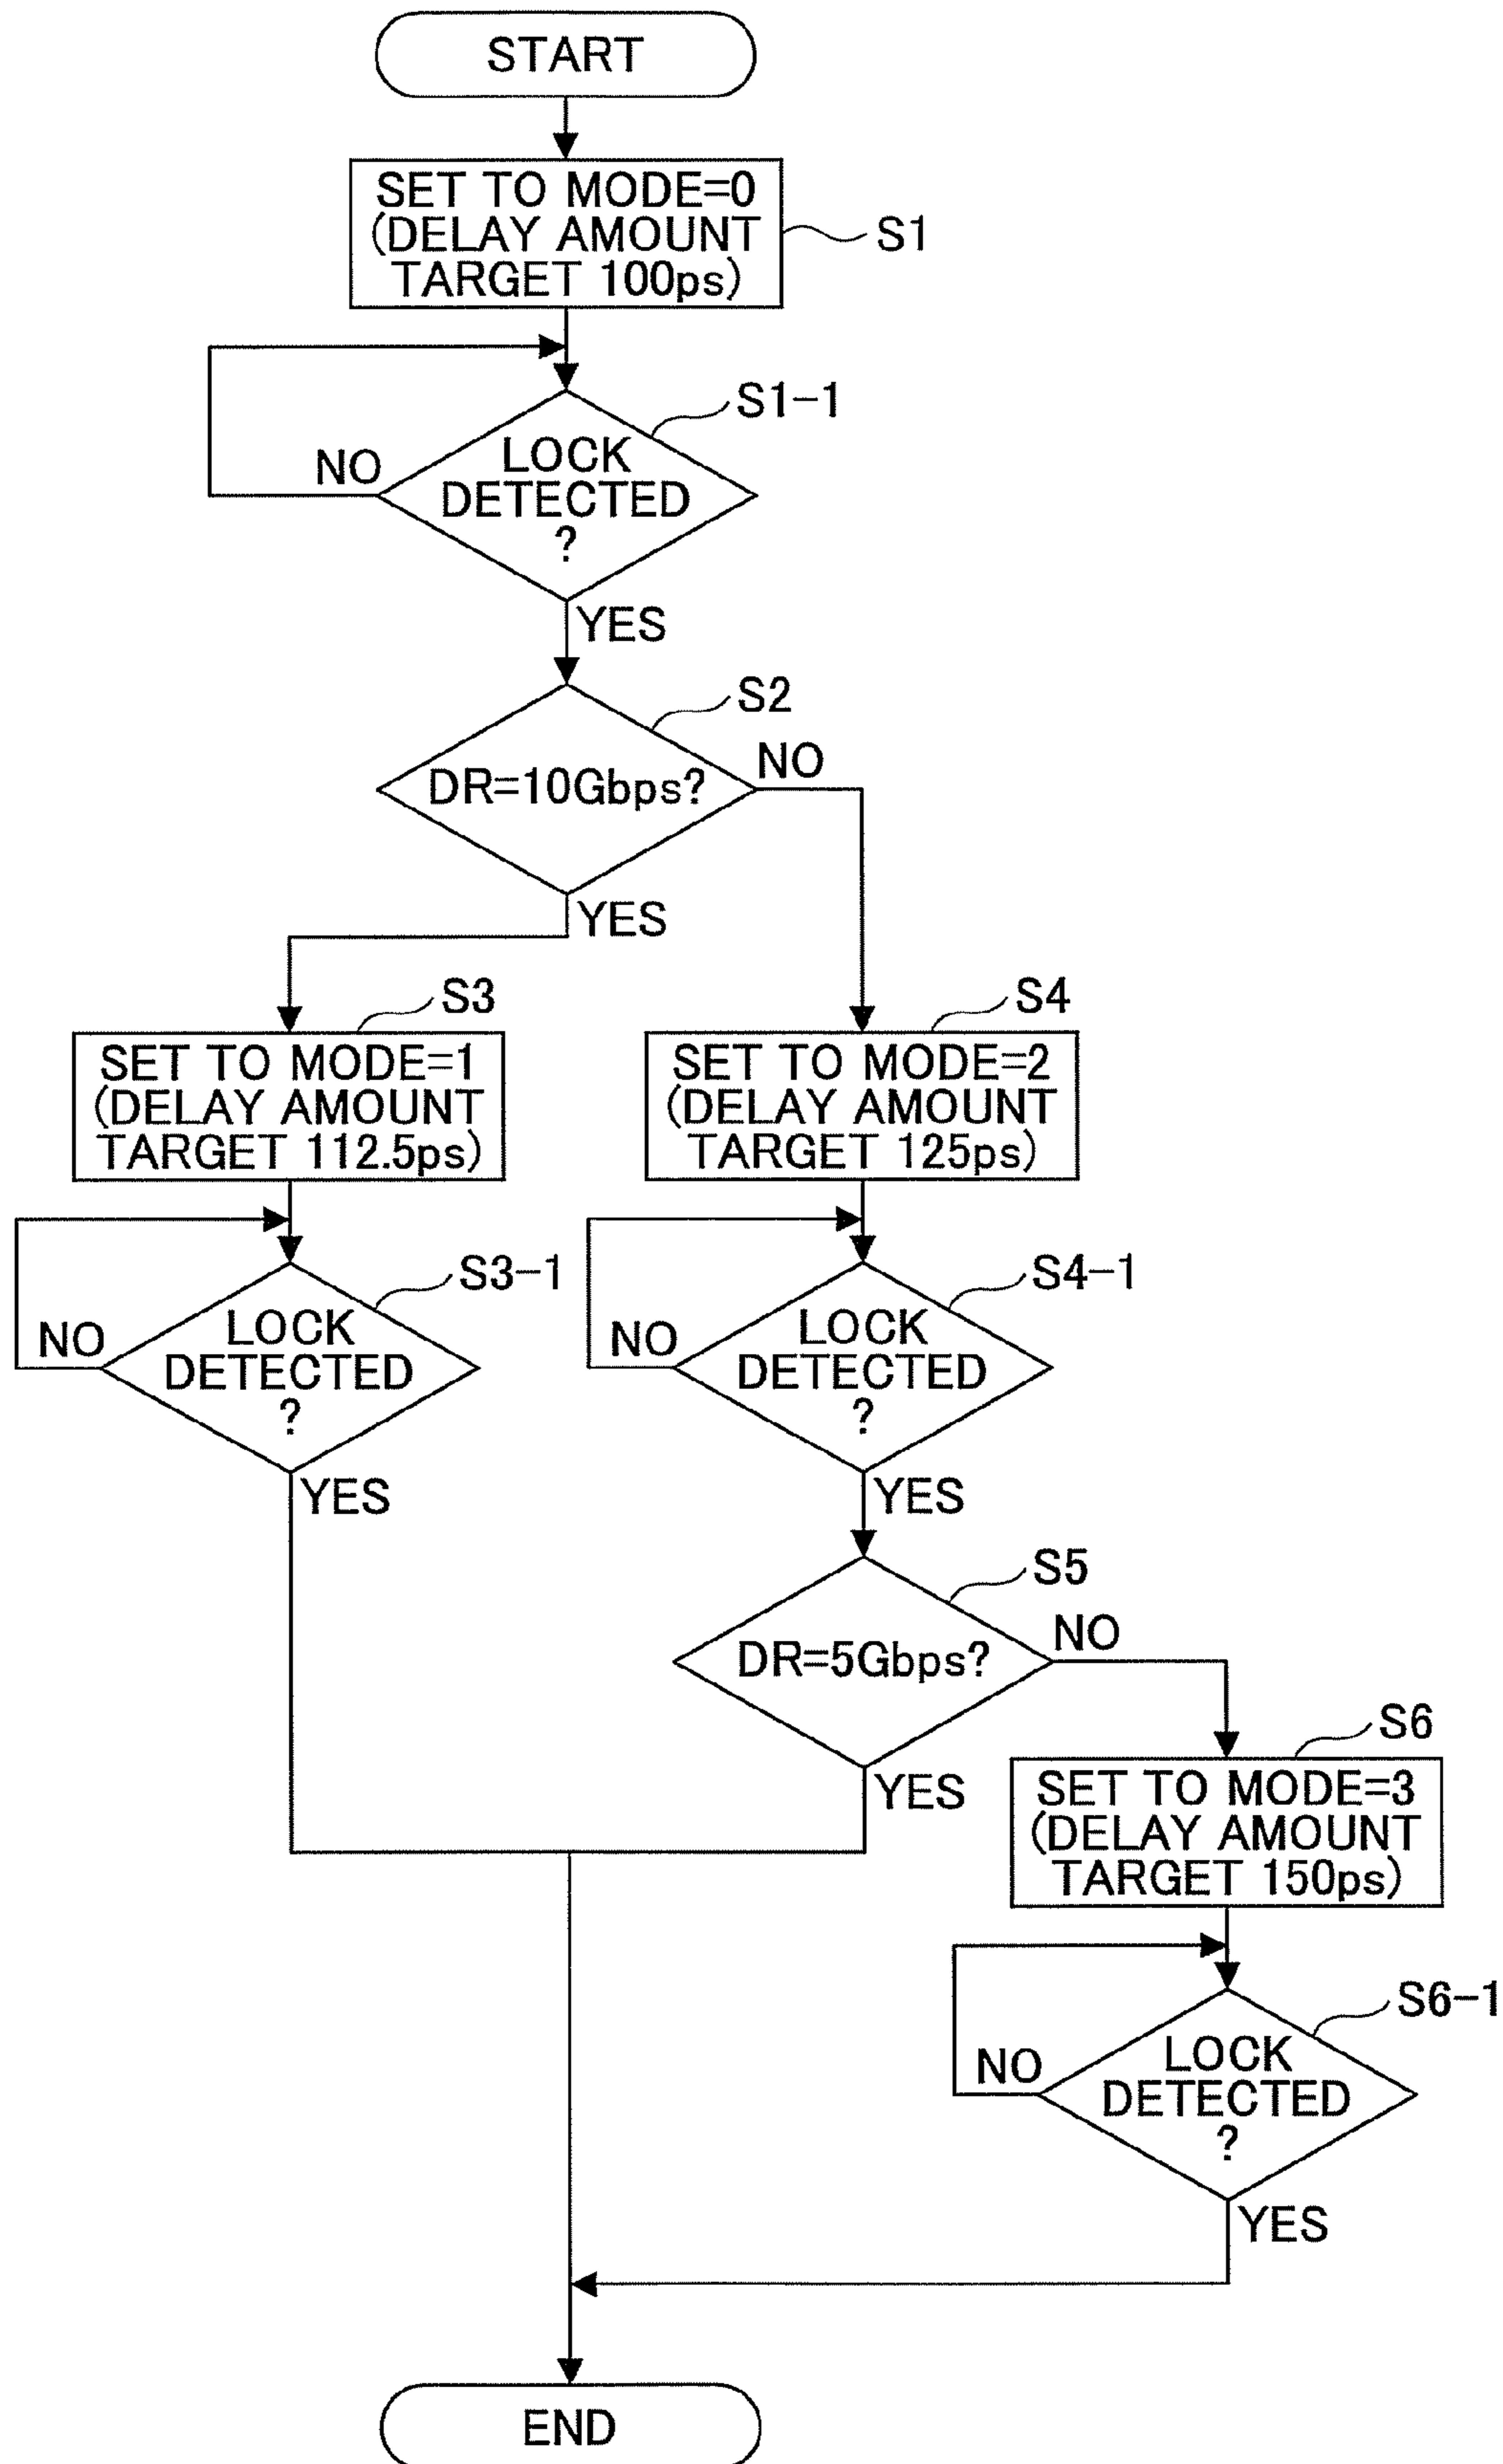 START
SET TO MODE=0
(DELAY AMOUNT
TARGET 100ps)
S1
S1-1
LOCK
DETECTED
?
NO
YES
S2
DR=10Gbps?
NO
YES
S3
SET TO MODE=1
(DELAY AMOUNT
TARGET 112.5ps)
S4
SET TO MODE=2
(DELAY AMOUNT
TARGET 125ps)
S3-1
LOCK
DETECTED
?
NO
YES
S4-1
LOCK
DETECTED
?
NO
YES
S5
DR=5Gbps?
NO
YES
S6
SET TO MODE=3
(DELAY AMOUNT
TARGET 150ps)
S6-1
LOCK
DETECTED
?
NO
YES
END